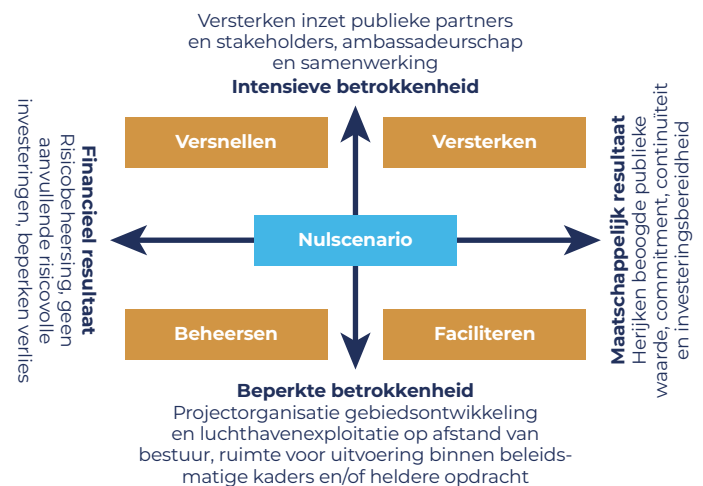 Versterken inzet publieke partners
en stakeholders, ambassadeurschap
en samenwerking
Intensieve betrokkenheid
Financieel resultaat
Risicobeheersing, geen
aanvullende risicovolle
investeringen, beperken verlies
Versnellen
Versterken
Nulscenario
Beheersen
Faciliteren
Maatschappelijk resultaat
Herijken beoogde publieke
waarde, commitment, continuïteit
en investeringsbereidheid
Beperkte betrokkenheid
Projectorganisatie gebiedsontwikkeling
en luchthavenexploitatie op afstand van
bestuur, ruimte voor uitvoering binnen beleids-
matige kaders en/of heldere opdracht